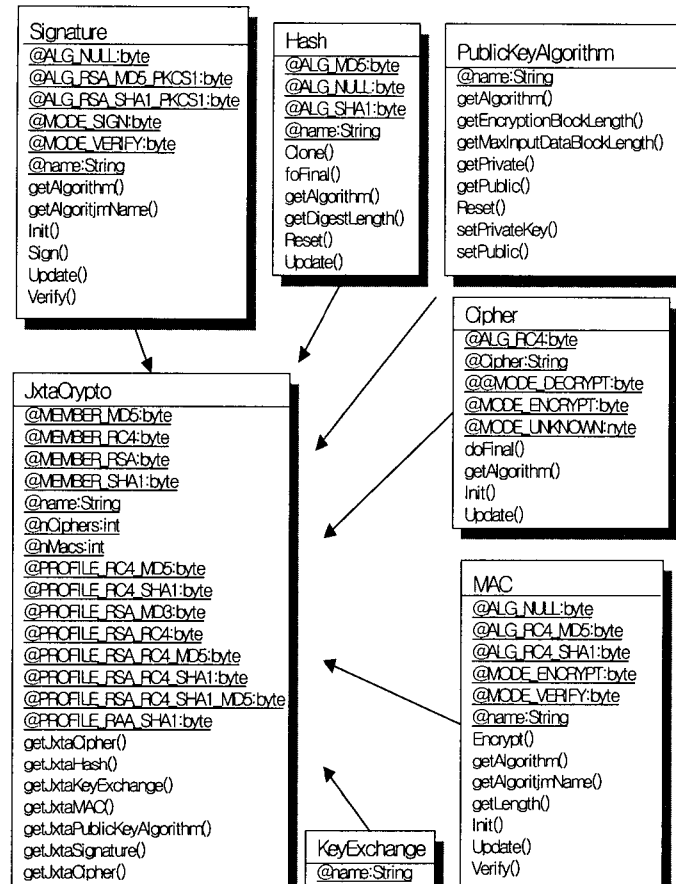 Signature
@ALG_NULL:byte
@ALG_RSA_MD5_PKCS1:byte
@ALG_RSA_SHA1_PKCS1:byte
@MODE_SIGN:byte
@MODE_VERIFY:byte
@name:String
getAlgorithm()
getAlgoritjmName()
Init()
Sign()
Update()
Verify()
Hash
@ALG_MD5:byte
@ALG_NULL:byte
@ALG_SHA1:byte
@name:String
Clone()
foFinal()
getAlgorithm()
getDigestLength()
Reset()
Update()
PublicKeyAlgorithm
@name:String
getAlgorithm()
getEncryptionBlockLength()
getMaxInputDataBlockLength()
getPrivate()
getPublic()
Reset()
setPrivateKey()
setPublic()
Cipher
@ALG_RC4:byte
@Cipher:String
@@MODE_DECRYPT:byte
@MODE_ENCRYPT:byte
@MODE_UNKNOWN:nyte
doFinal()
getAlgorithm()
Init()
Update()
JxtaCrypto
@MEMBER_MD5:byte
@MEMBER_RC4:byte
@MEMBER_RSA:byte
@MEMBER_SHA1:byte
@name:String
@nCiphers:int
@nMacs:int
@PROFILE_RC4_MD5:byte
@PROFILE_RC4_SHA1:byte
@PROFILE_RSA_MD3:byte
@PROFILE_RSA_RC4:byte
@PROFILE_RSA_RC4_MD5:byte
@PROFILE_RSA_RC4_SHA1:byte
@PROFILE_RSA_RC4_SHA1_MD5:byte
@PROFILE_RAA_SHA1:byte
getJxtaCipher()
getJxtaHash()
getJxtaKeyExchange()
getJxtaMAC()
getJxtaPublicKeyAlgorithm()
getJxtaSignature()
getJxtaCipher()
MAC
@ALG_NULL:byte
@ALG_RC4_MD5:byte
@ALG_RC4_SHA1:byte
@MODE_ENCRYPT:byte
@MODE_VERIFY:byte
@name:String
Encrypt()
getAlgorithm()
getAlgoritjmName()
getLength()
Init()
Update()
Verify()
KeyExchange
@name:String